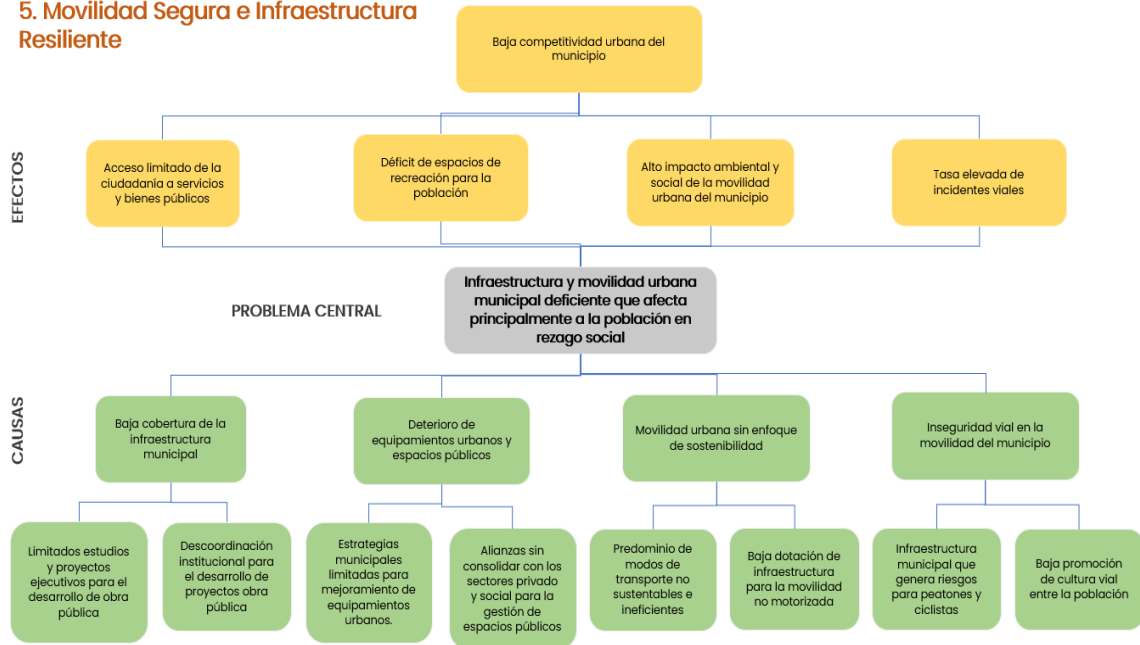 5. Movilidad Segura e Infraestructura
Resiliente
Baja competitividad urbana del
municipio
EFECTOS
Acceso limitado de la
ciudadanía a servicios
y bienes públicos
Déficit de espacios de
recreación para la
población
Alto impacto ambiental y
social de la movilidad
urbana del municipio
Tasa elevada de
incidentes viales
PROBLEMA CENTRAL
Infraestructura y movilidad urbana
municipal deficiente que afecta
principalmente a la población en
rezago social
CAUSAS
Baja cobertura de la
infraestructura
municipal
Deterioro de
equipamientos urbanos y
espacios públicos
Movilidad urbana sin enfoque
de sostenibilidad
Inseguridad vial en la
movilidad del municipio
Limitados estudios
y proyectos
ejecutivos para el
desarrollo de obra
pública
Descoordinación
institucional para
el desarrollo de
proyectos obra
pública
Estrategias
municipales
limitadas para
mejoramiento de
equipamientos
urbanos.
Alianzas sin
consolidar con los
sectores privado
y social para la
gestión de
espacios públicos
Predominio de
modos de
transporte no
sustentables e
ineficientes
Baja dotación de
infraestructura
para la movilidad
no motorizada
Infraestructura
municipal que
genera riesgos
para peatones y
ciclistas
Baja promoción
de cultura vial
entre la población